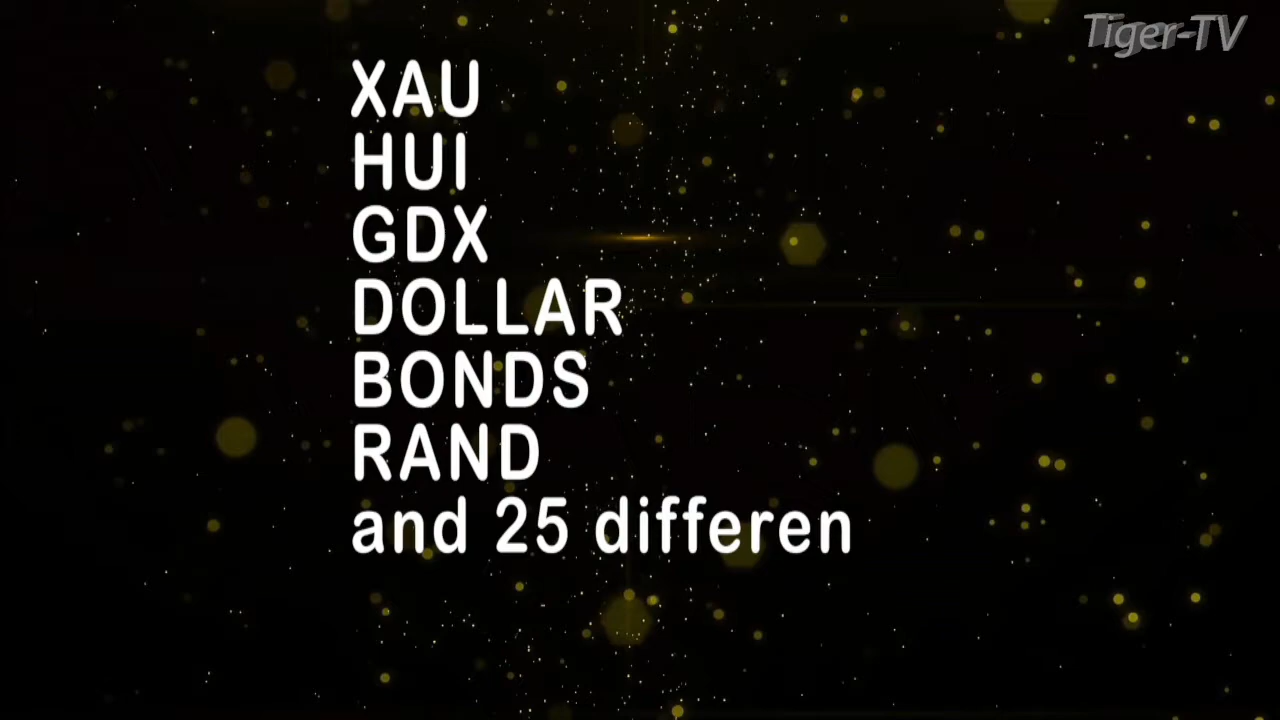 Tiger-TV
XAU
HUI
GDX
DOLLAR
BONDS
RAND
and 25 differen